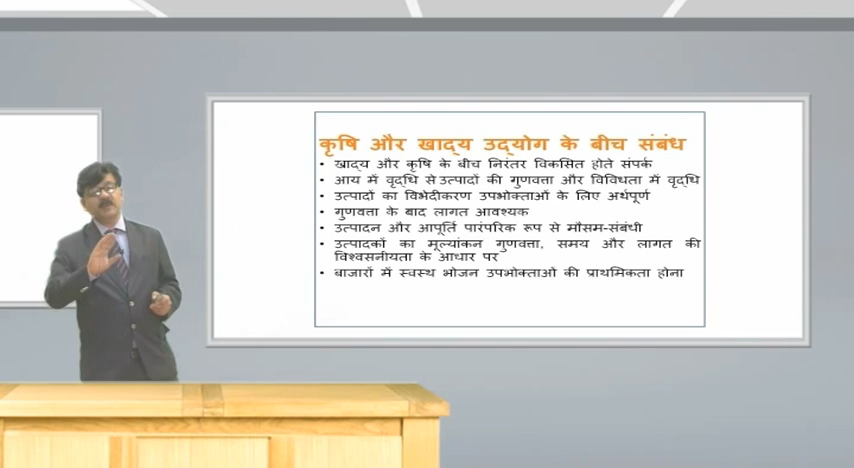 कृषि और खाद्य उद्योग के बीच संबंध
• खाद्य और कृषि के बीच निरंतर विकसित होते संपर्क
• आय में वृद्धि से उत्पादों की गुणवत्ता और विविधता में वृद्धि
• उत्पादों का विभेदीकरण उपभोक्ताओं के लिए अर्थपूर्ण
• गुणवत्ता के बाद लागत आवश्यक
• उत्पादन और आपूर्ति पारंपरिक रूप से मौसम-संबंधी
• उत्पादकों का मूल्यांकन गुणवत्ता, समय और लागत की
विश्वसनीयता के आधार पर
• बाजारों में स्वस्थ भोजन उपभोक्ताओं की प्राथमिकता होना